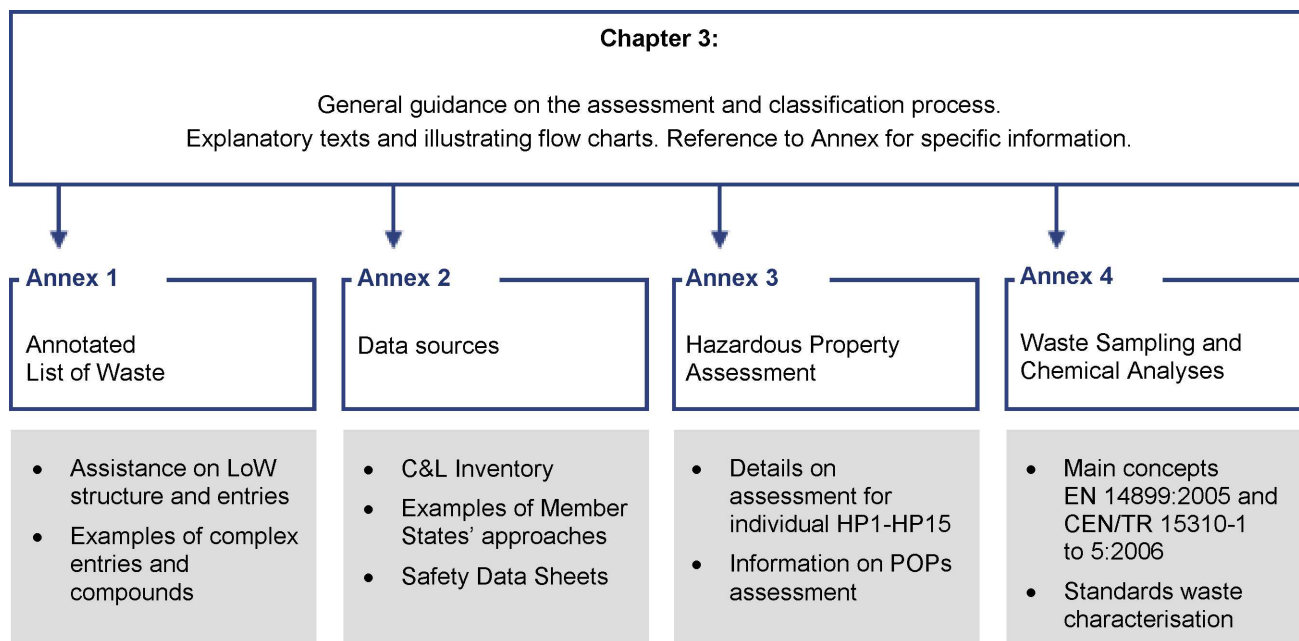 Chapter 3:
General guidance on the assessment and classification process.
Explanatory texts and illustrating flow charts. Reference to Annex for specific information.
Annex 1
Annotated
List of Waste
• Assistance on LoW
structure and entries
• Examples of complex
entries and
compounds
Annex 2
Data sources
• C&L Inventory
• Examples of Member
States’ approaches
• Safety Data Sheets
Annex 3
Hazardous Property
Assessment
• Details on
assessment for
individual HP1-HP15
• Information on POPs
assessment
Annex 4
Waste Sampling and
Chemical Analyses
• Main concepts
EN 14899:2005 and
CEN/TR 15310-1
to 5:2006
• Standards waste
characterisation